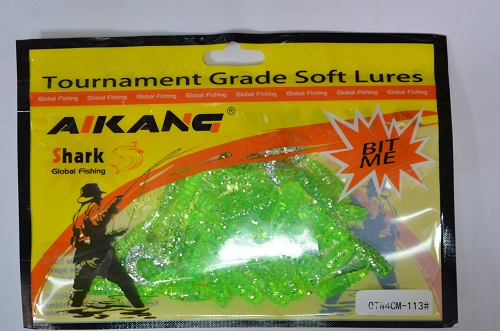 Tournament Grade Soft Lures
Global Fishing Global Fishing Global Fishing Global Fishing Global Fishing Global Fishing Global Fishing Global Fishing
AIKANG®
Shark
Global Fishing
BIT
ME
QTW4CM-113#